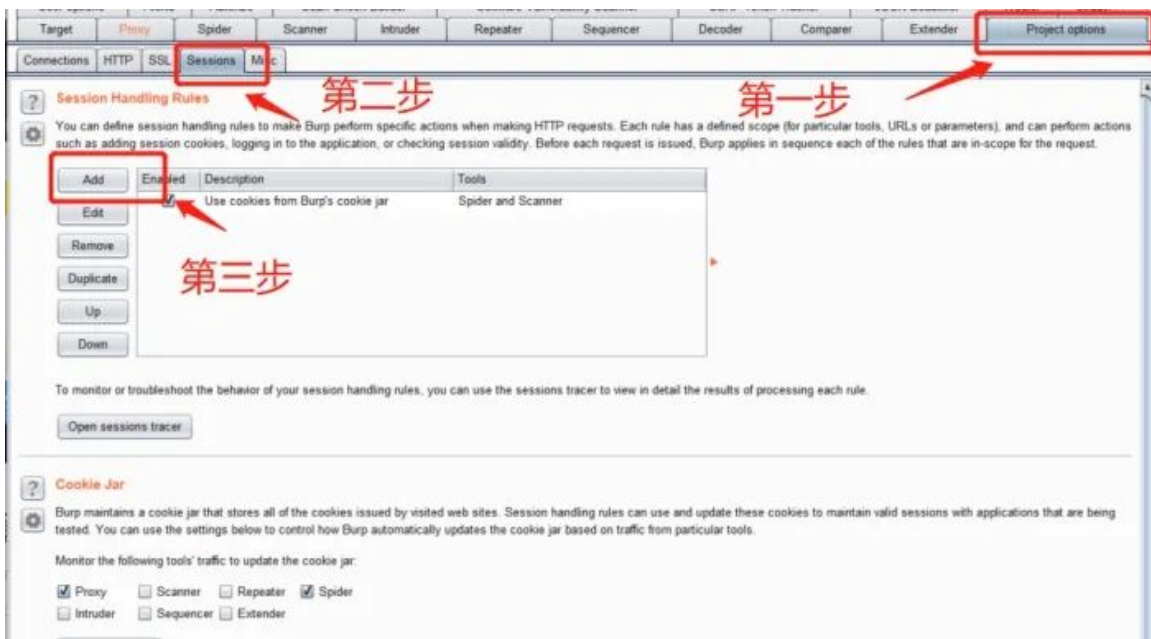 Target Proxy Spider Scanner Intruder Repeater Sequencer Decoder Comparer Extender Project options
Connections HTTP SSL Sessions Misc
第二步
第一步
? Session Handling Rules
You can define session handling rules to make Burp perform specific actions when making HTTP requests. Each rule has a defined scope (for particular tools, URLs or parameters), and can perform actions
such as adding session cookies, logging in to the application, or checking session validity. Before each request is issued, Burp applies in sequence each of the rules that are in-scope for the request.
Add Enabled Description Tools
Use cookies from Burp's cookie jar Spider and Scanner
Edit
Remove
第三步
Duplicate
Up
Down
To monitor or troubleshoot the behavior of your session handling rules, you can use the sessions tracer to view in detail the results of processing each rule.
Open sessions tracer
? Cookie Jar
Burp maintains a cookie jar that stores all of the cookies issued by visited web sites. Session handling rules can use and update these cookies to maintain valid sessions with applications that are being
tested. You can use the settings below to control how Burp automatically updates the cookie jar based on traffic from particular tools.
Monitor the following tools' traffic to update the cookie jar:
Proxy Scanner Repeater Spider
Intruder Sequencer Extender